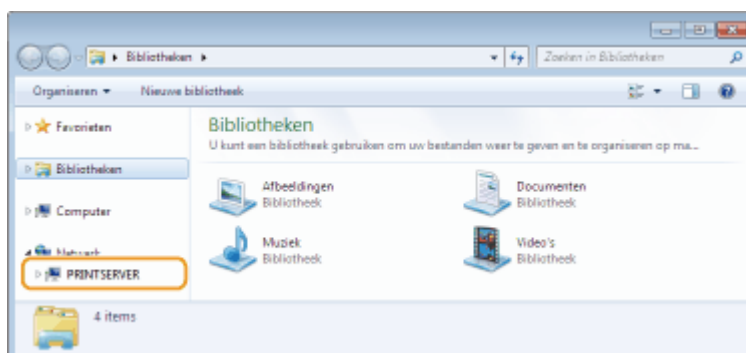 Bibliotheken
Zoeken in Bibliotheken
Organiseren
Nieuwe bibliotheek
Favorieten
Bibliotheken
Computer
Netwerk
PRINTSERVER
Bibliotheken
U kunt een bibliotheek gebruiken om uw bestanden weer te geven en te organiseren op ma...
Afbeeldingen
Bibliotheek
Documenten
Bibliotheek
Muziek
Bibliotheek
Video's
Bibliotheek
4 items